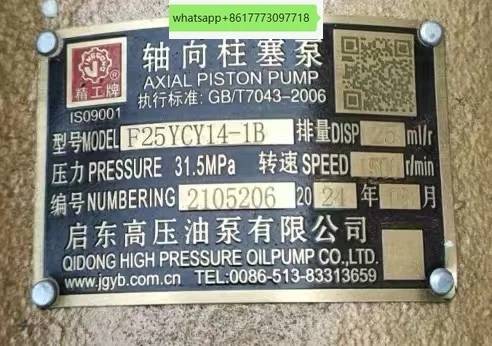 whatsapp+8617773097718
轴向柱塞泵
AXIAL PISTON PUMP
执行标准: GB/T7043-2006
精工牌®
ISO9001
型号MODEL F25YCY14-1B 排量DISP 25 ml/r
压力PRESSURE 31.5MPa 转速SPEED r/min
编号NUMBERING 2105206 2024年 月
启东高压油泵有限公司
QIDONG HIGH PRESSURE OILPUMP CO.,LTD.
www.jgyb.com.cn TEL:0086-513-83313659